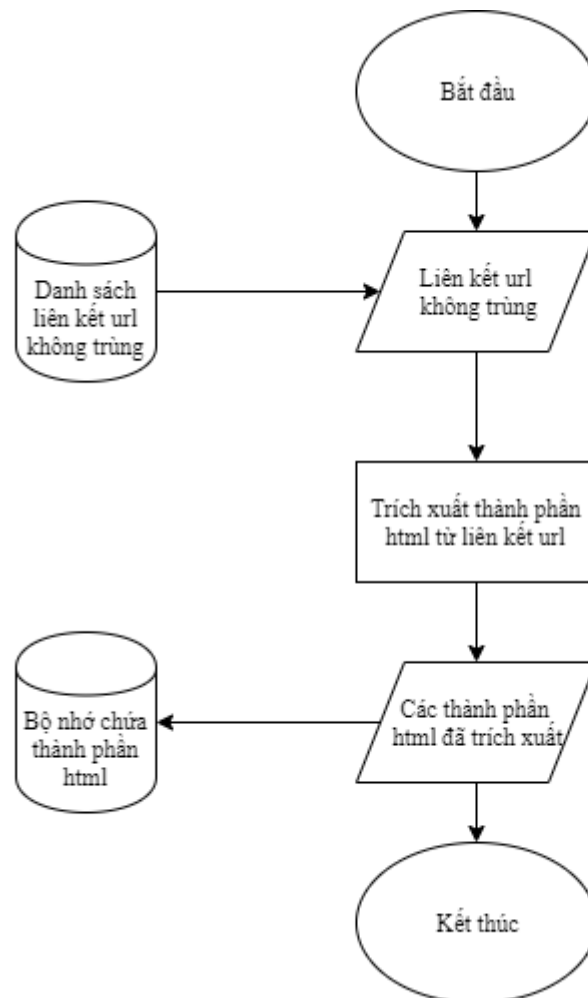 Bắt đầu
Danh sách
liên kết url
không trùng
Liên kết url
không trùng
Trích xuất thành phần
html từ liên kết url
Bộ nhớ chứa
thành phần
html
Các thành phần
html đã trích xuất
Kết thúc